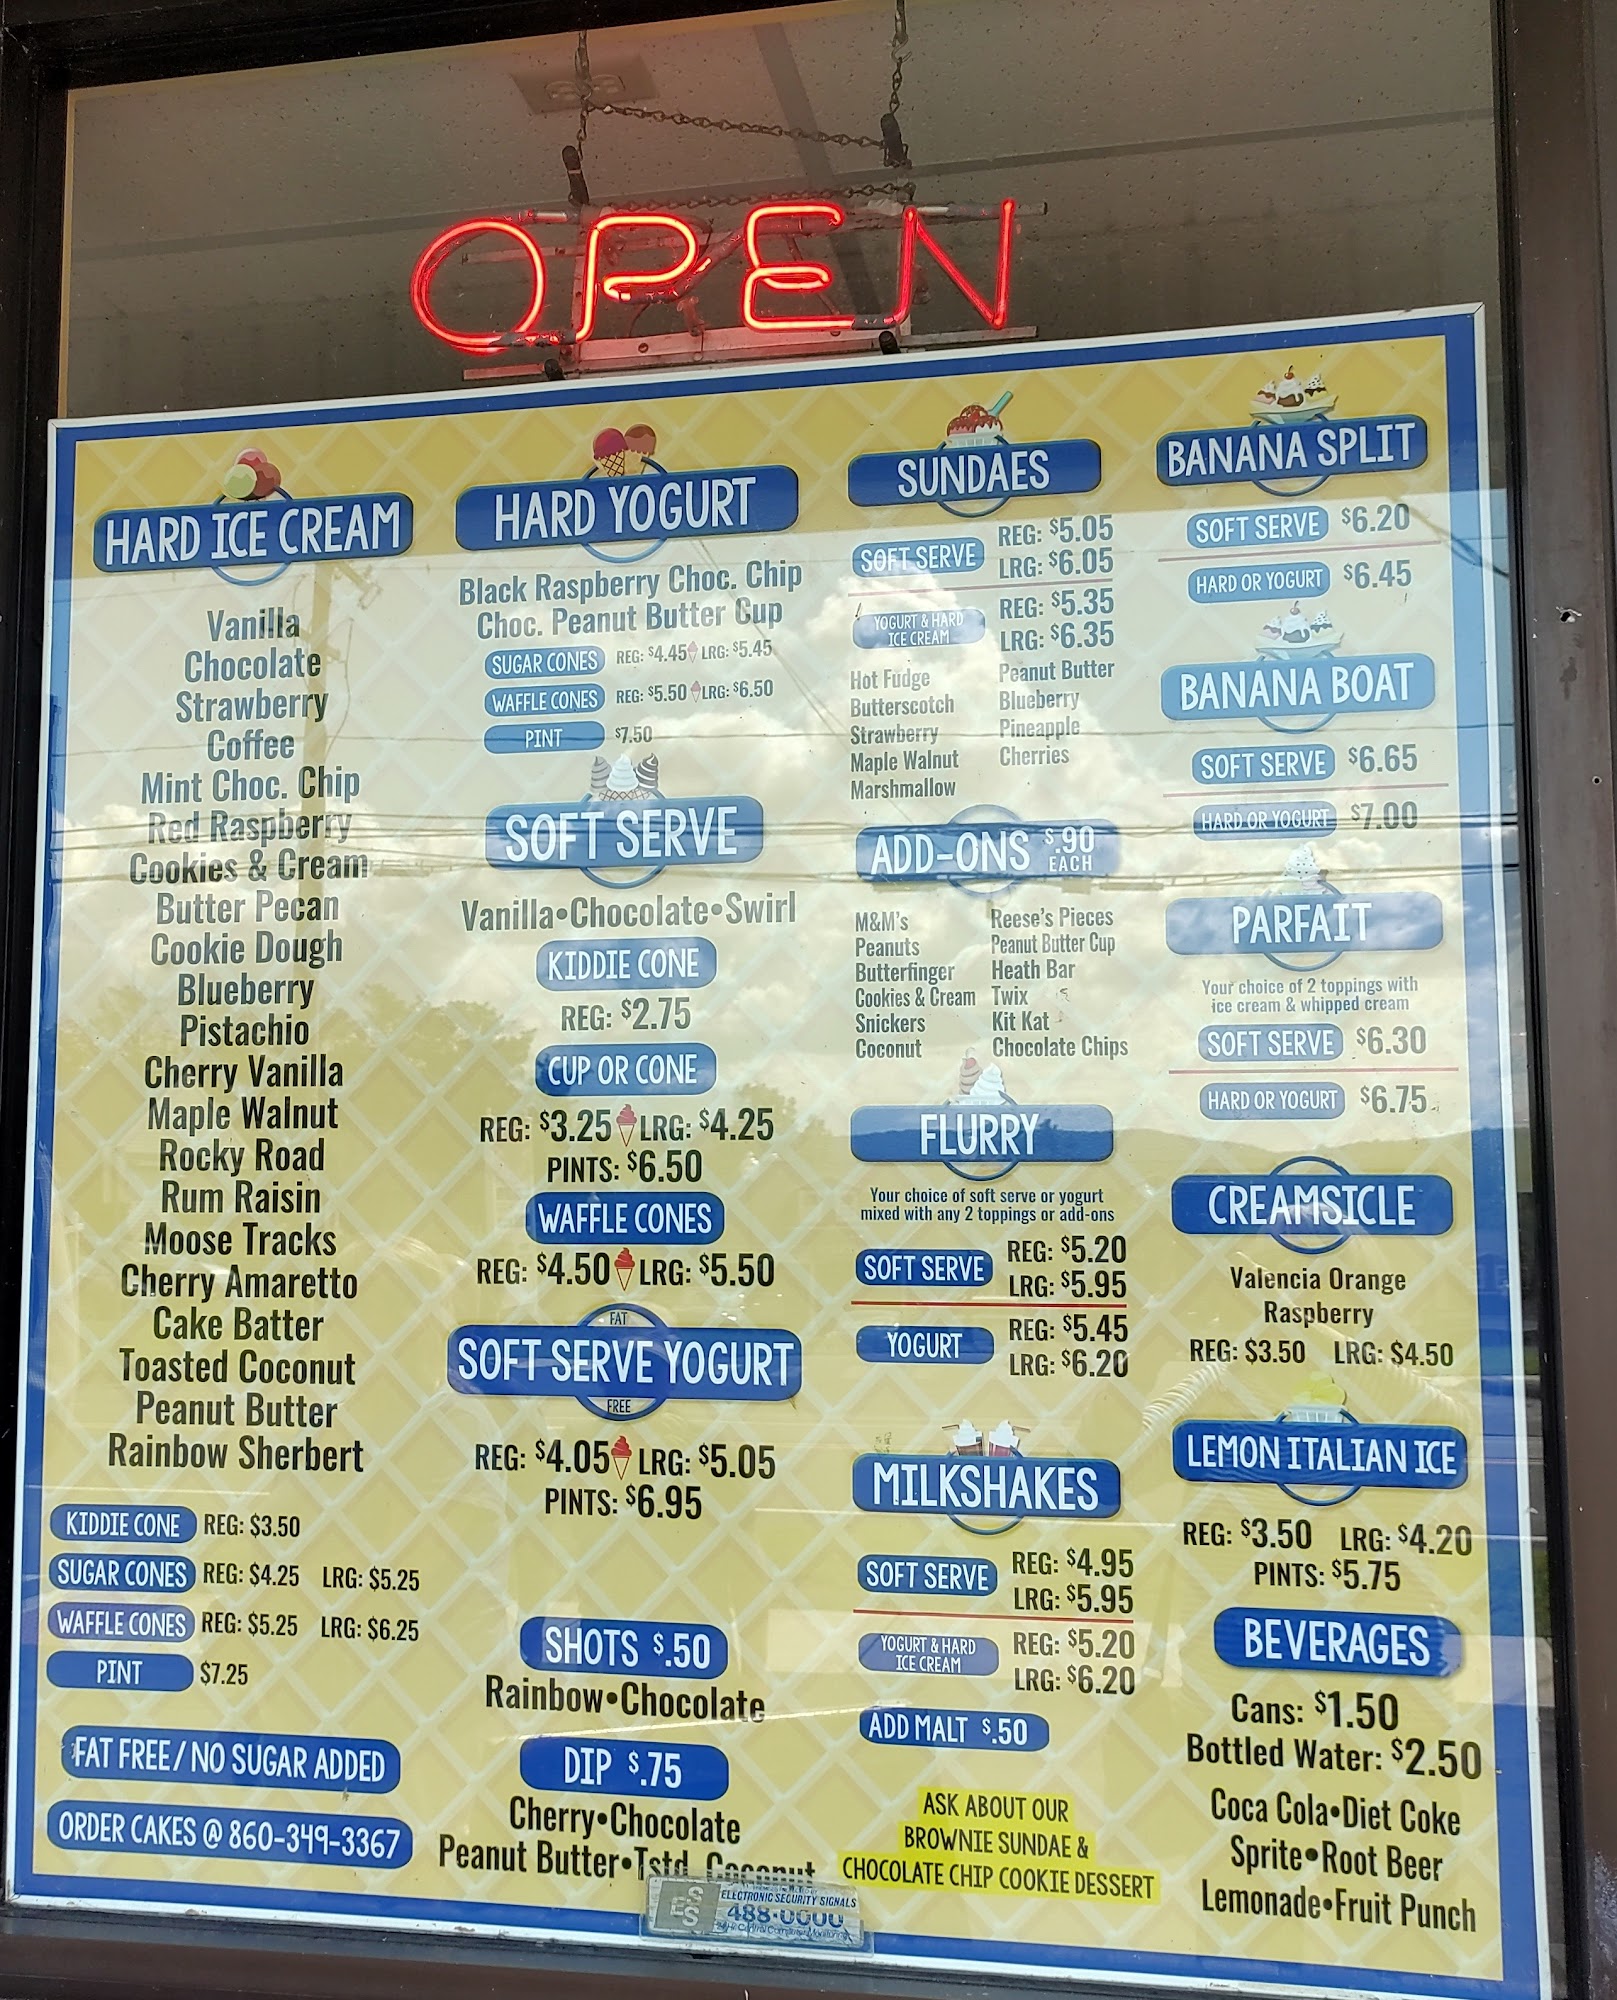 OPEN
HARD ICE CREAM
Vanilla
Chocolate
Strawberry
Coffee
Mint Choc. Chip
Red Raspberry
Cookies & Cream
Butter Pecan
Cookie Dough
Blueberry
Pistachio
Cherry Vanilla
Maple Walnut
Rocky Road
Rum Raisin
Moose Tracks
Cherry Amaretto
Cake Batter
Toasted Coconut
Peanut Butter
Rainbow Sherbert
KIDDIE CONE REG: $3.50
SUGAR CONES REG: $4.25 LRG: $5.25
WAFFLE CONES REG: $5.25 LRG: $6.25
PINT $7.25
FAT FREE/NO SUGAR ADDED
ORDER CAKES @ 860-349-3367
HARD YOGURT
Black Raspberry Choc. Chip
Choc. Peanut Butter Cup
SUGAR CONES REG: $4.45 LRG: $5.45
WAFFLE CONES REG: $5.50 LRG: $6.50
PINT $7.50
SOFT SERVE
Vanilla•Chocolate•Swirl
KIDDIE CONE
REG: $2.75
CUP OR CONE
REG: $3.25 LRG: $4.25
PINTS: $6.50
WAFFLE CONES
REG: $4.50 LRG: $5.50
FAT
SOFT SERVE YOGURT
FREE
REG: $4.05 LRG: $5.05
PINTS: $6.95
SHOTS $.50
Rainbow•Chocolate
DIP $.75
Cherry•Chocolate
Peanut Butter•Tstd. Coconut
SUNDAES
SOFT SERVE REG: $5.05
LRG: $6.05
YOGURT & HARD
ICE CREAM
REG: $5.35
LRG: $6.35
Hot Fudge
Butterscotch
Strawberry
Maple Walnut
Marshmallow
Peanut Butter
Blueberry
Pineapple
Cherries
ADD-ONS $.90
EACH
M&M's
Peanuts
Butterfinger
Cookies & Cream
Snickers
Coconut
Reese's Pieces
Peanut Butter Cup
Heath Bar
Twix
Kit Kat
Chocolate Chips
FLURRY
Your choice of soft serve or yogurt
mixed with any 2 toppings or add-ons
SOFT SERVE REG: $5.20
LRG: $5.95
YOGURT REG: $5.45
LRG: $6.20
MILKSHAKES
SOFT SERVE REG: $4.95
LRG: $5.95
YOGURT & HARD
ICE CREAM
REG: $5.20
LRG: $6.20
ADD MALT $.50
ASK ABOUT OUR
BROWNIE SUNDAE &
CHOCOLATE CHIP COOKIE DESSERT
BANANA SPLIT
SOFT SERVE $6.20
HARD OR YOGURT $6.45
BANANA BOAT
SOFT SERVE $6.65
HARD OR YOGURT $7.00
PARFAIT
Your choice of 2 toppings with
ice cream & whipped cream
SOFT SERVE $6.30
HARD OR YOGURT $6.75
CREAMSICLE
Valencia Orange
Raspberry
REG: $3.50 LRG: $4.50
LEMON ITALIAN ICE
REG: $3.50 LRG: $4.20
PINTS: $5.75
BEVERAGES
Cans: $1.50
Bottled Water: $2.50
Coca Cola•Diet Coke
Sprite•Root Beer
Lemonade•Fruit Punch
ESS
ELECTRONIC SECURITY SIGNALS
488-0000